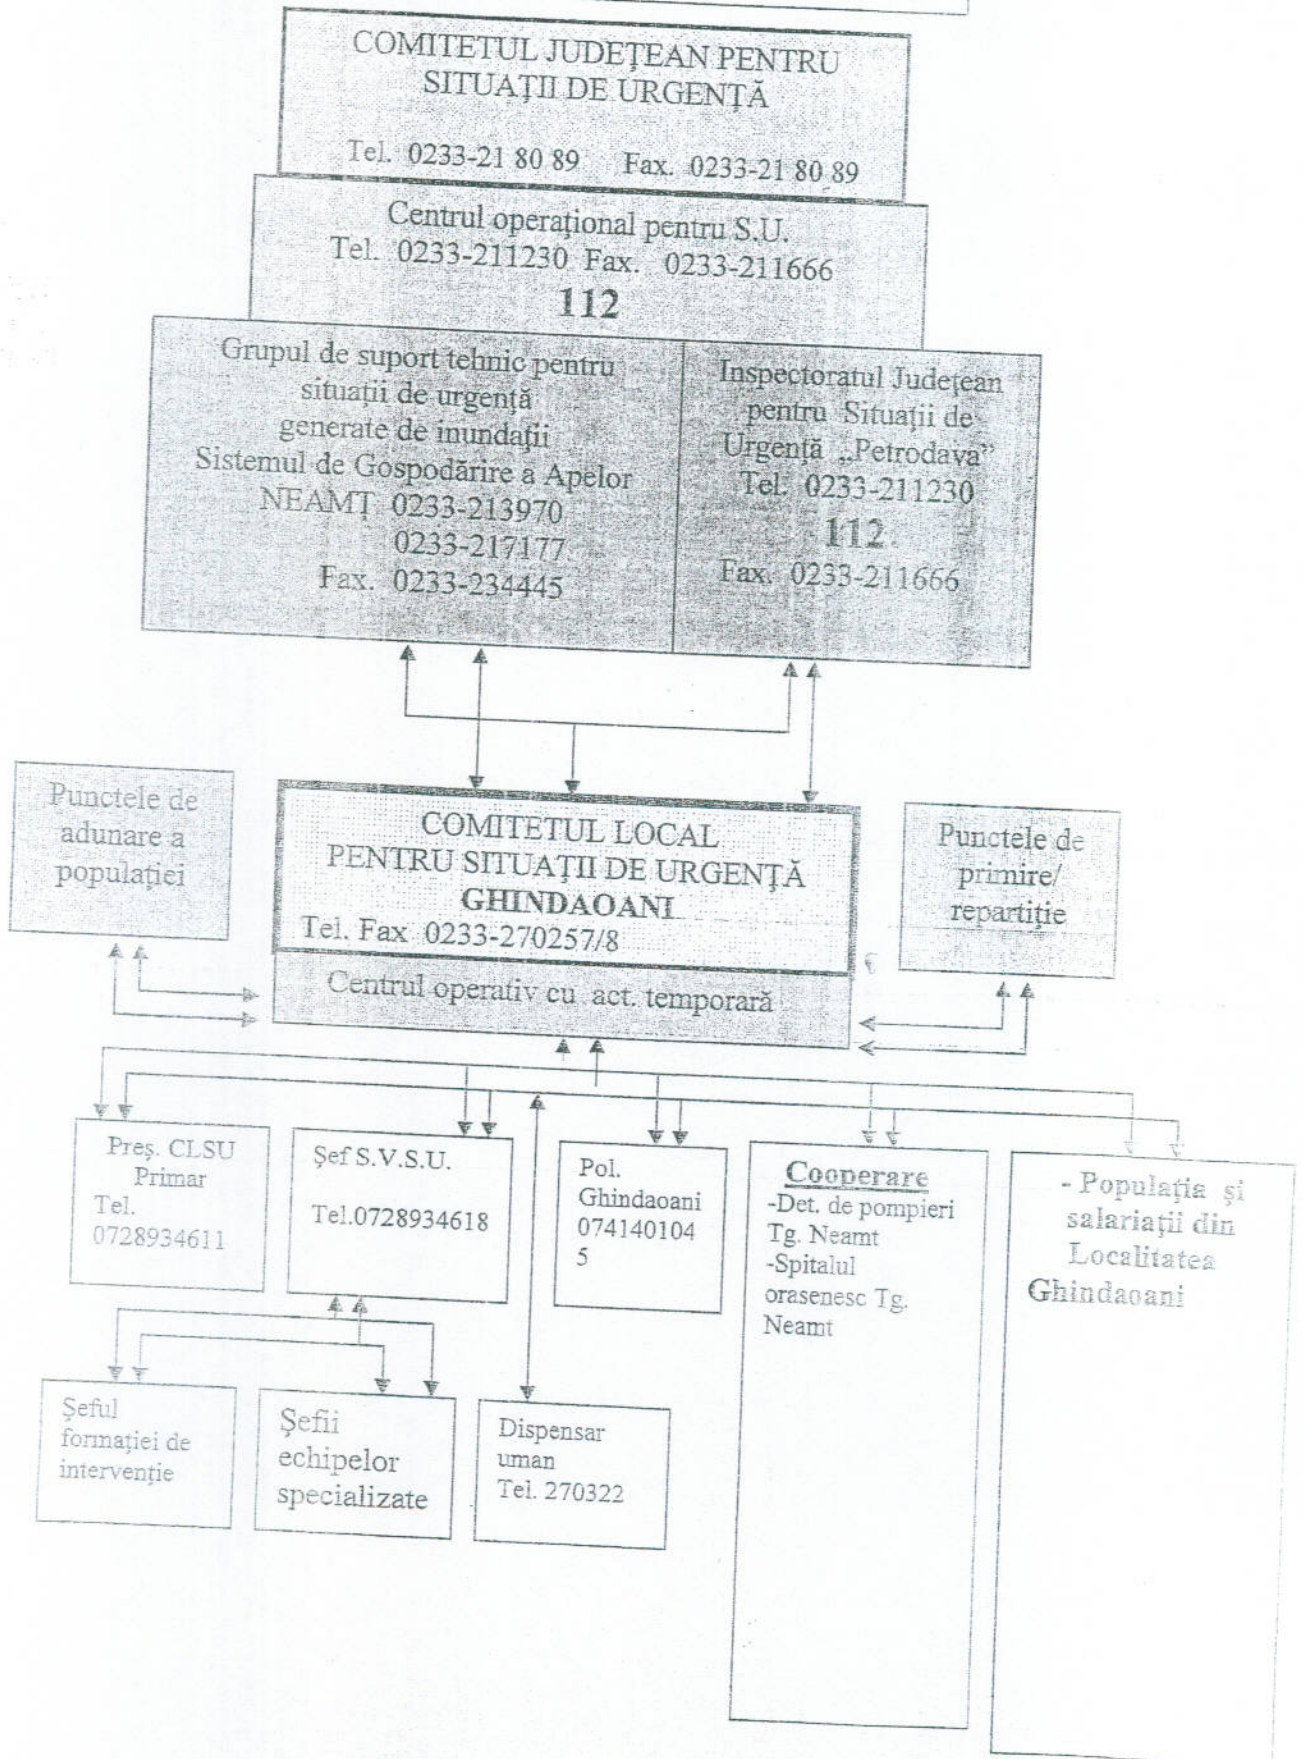 COMITETUL JUDEȚEAN PENTRU
SITUAȚII DE URGENȚĂ
Tel. 0233-21 80 89 Fax. 0233-21 80 89
Centrul operațional pentru S.U.
Tel. 0233-211230 Fax. 0233-211666
112
Grupul de suport tehnic pentru
situații de urgență
generate de inundații
Sistemul de Gospodărire a Apelor
NEAMȚ 0233-213970
0233-217177
Fax. 0233-234445
Inspectoratul Județean
pentru Situații de
Urgență „Petrodava”
Tel. 0233-211230
112
Fax. 0233-211666
Punctele de
adunare a
populației
COMITETUL LOCAL
PENTRU SITUAȚII DE URGENȚĂ
GHINDAOANI
Tel. Fax 0233-270257/8
Centrul operativ cu act. temporară
Punctele de
primire/
repartiție
Preș. CLSU
Primar
Tel.
0728934611
Șef S.V.S.U.
Tel.0728934618
Pol.
Ghindaoani
074140104
5
Cooperare
-Det. de pompieri
Tg. Neamt
-Spitalul
orasenesc Tg.
Neamt
- Populația și
salariații din
Localitatea
Ghindaoani
Șeful
formației de
intervenție
Șefii
echipelor
specializate
Dispensar
uman
Tel. 270322